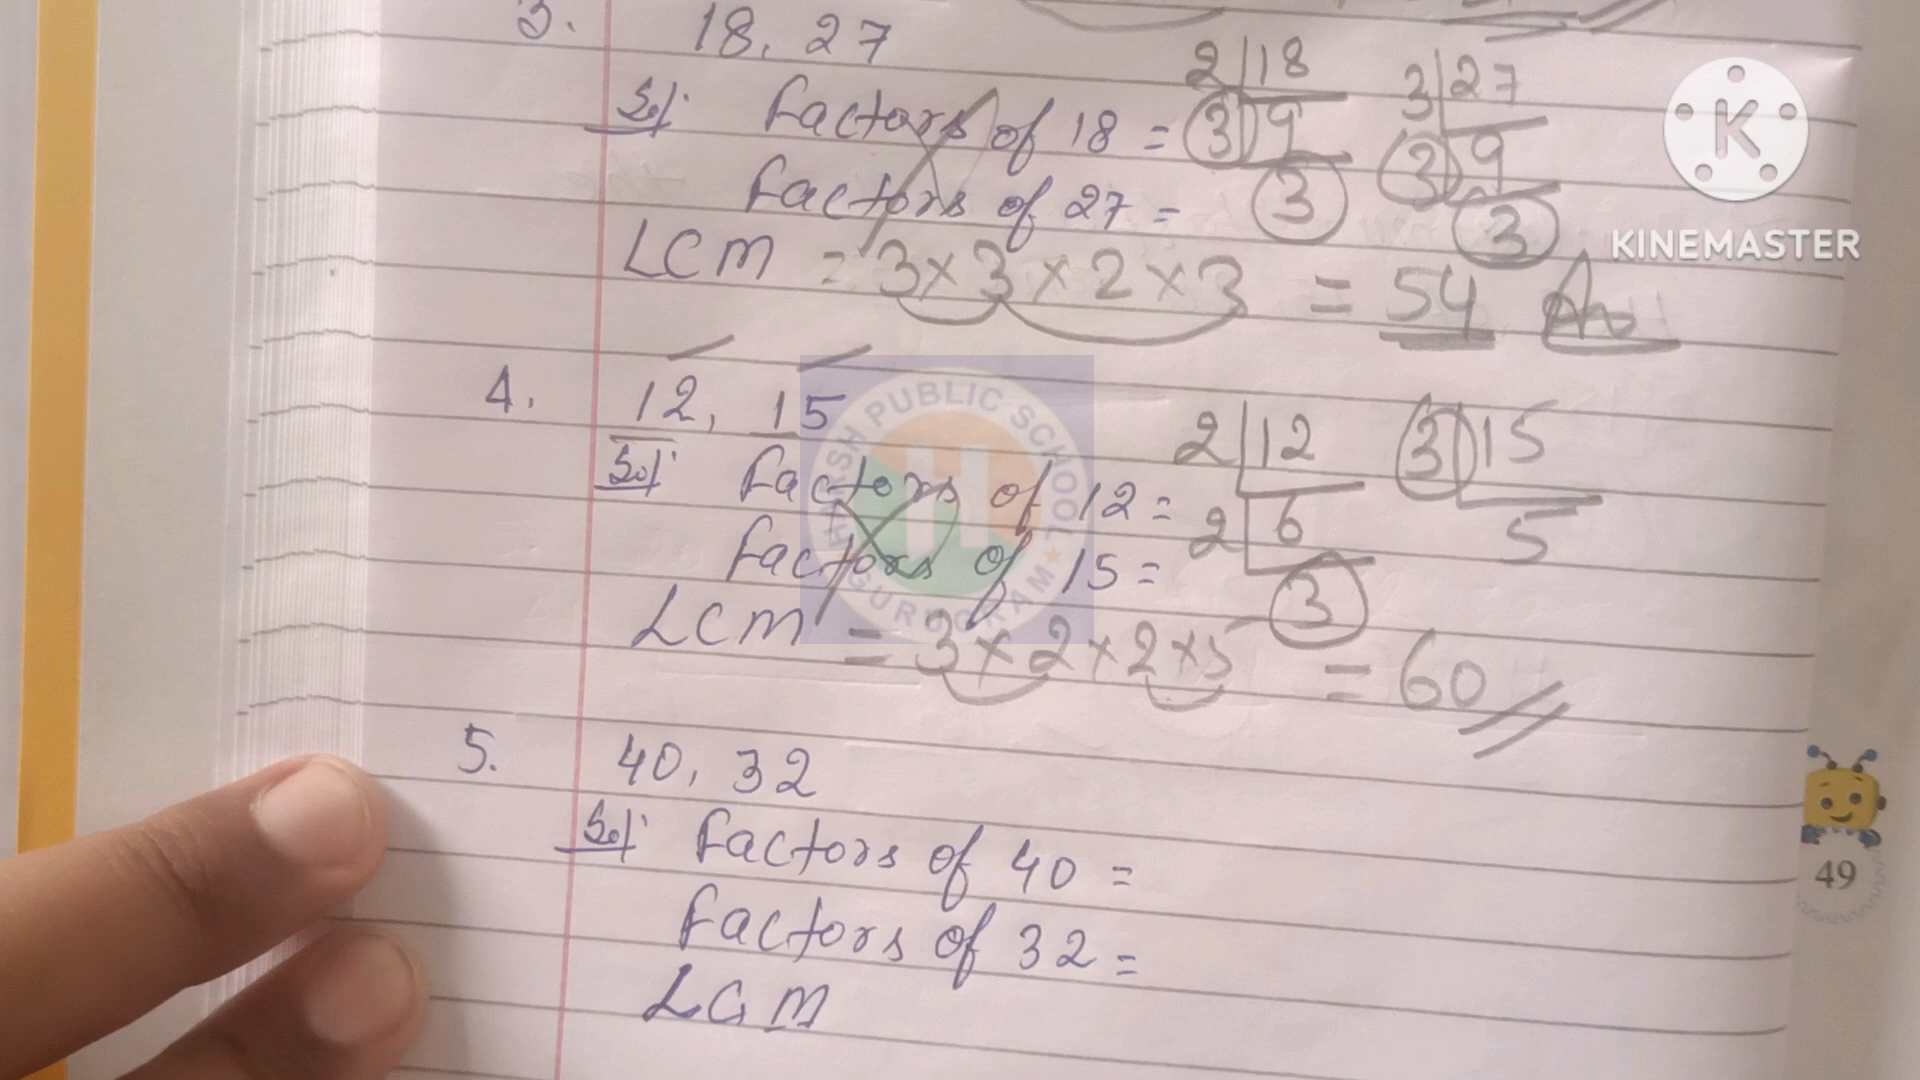 3. 18, 27
Sol: Factors of 18 =
Factors of 27 =
2 | 18
3 | 9
3
3 | 27
3 | 9
3
LCM = 3 × 3 × 2 × 3 = 54 Ans
4. 12, 15
Sol: Factors of 12 =
Factors of 15 =
2 | 12
2 | 6
3
3 | 15
5
LCM = 3 × 2 × 2 × 5 = 60
5. 40, 32
Sol: Factors of 40 =
Factors of 32 =
LCM
K
KINEMASTER
HARSH PUBLIC SCHOOL
GURUGRAM
H
49